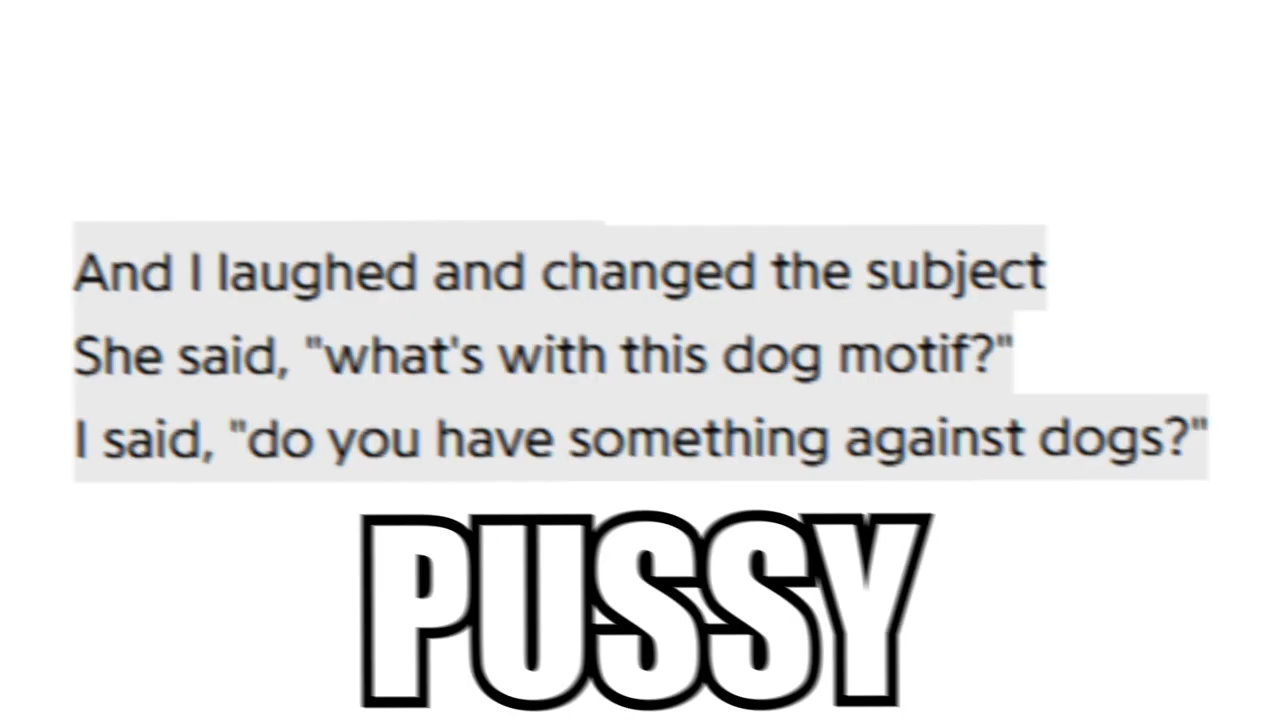 And I laughed and changed the subject
She said, "what's with this dog motif?"
I said, "do you have something against dogs?"
PUSSY